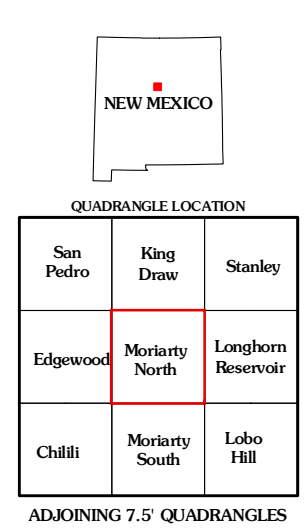 NEW MEXICO
QUADRANGLE LOCATION
San
Pedro
King
Draw
Stanley
Edgewood
Moriarty
North
Longhorn
Reservoir
Chilili
Moriarty
South
Lobo
Hill
ADJOINING 7.5' QUADRANGLES